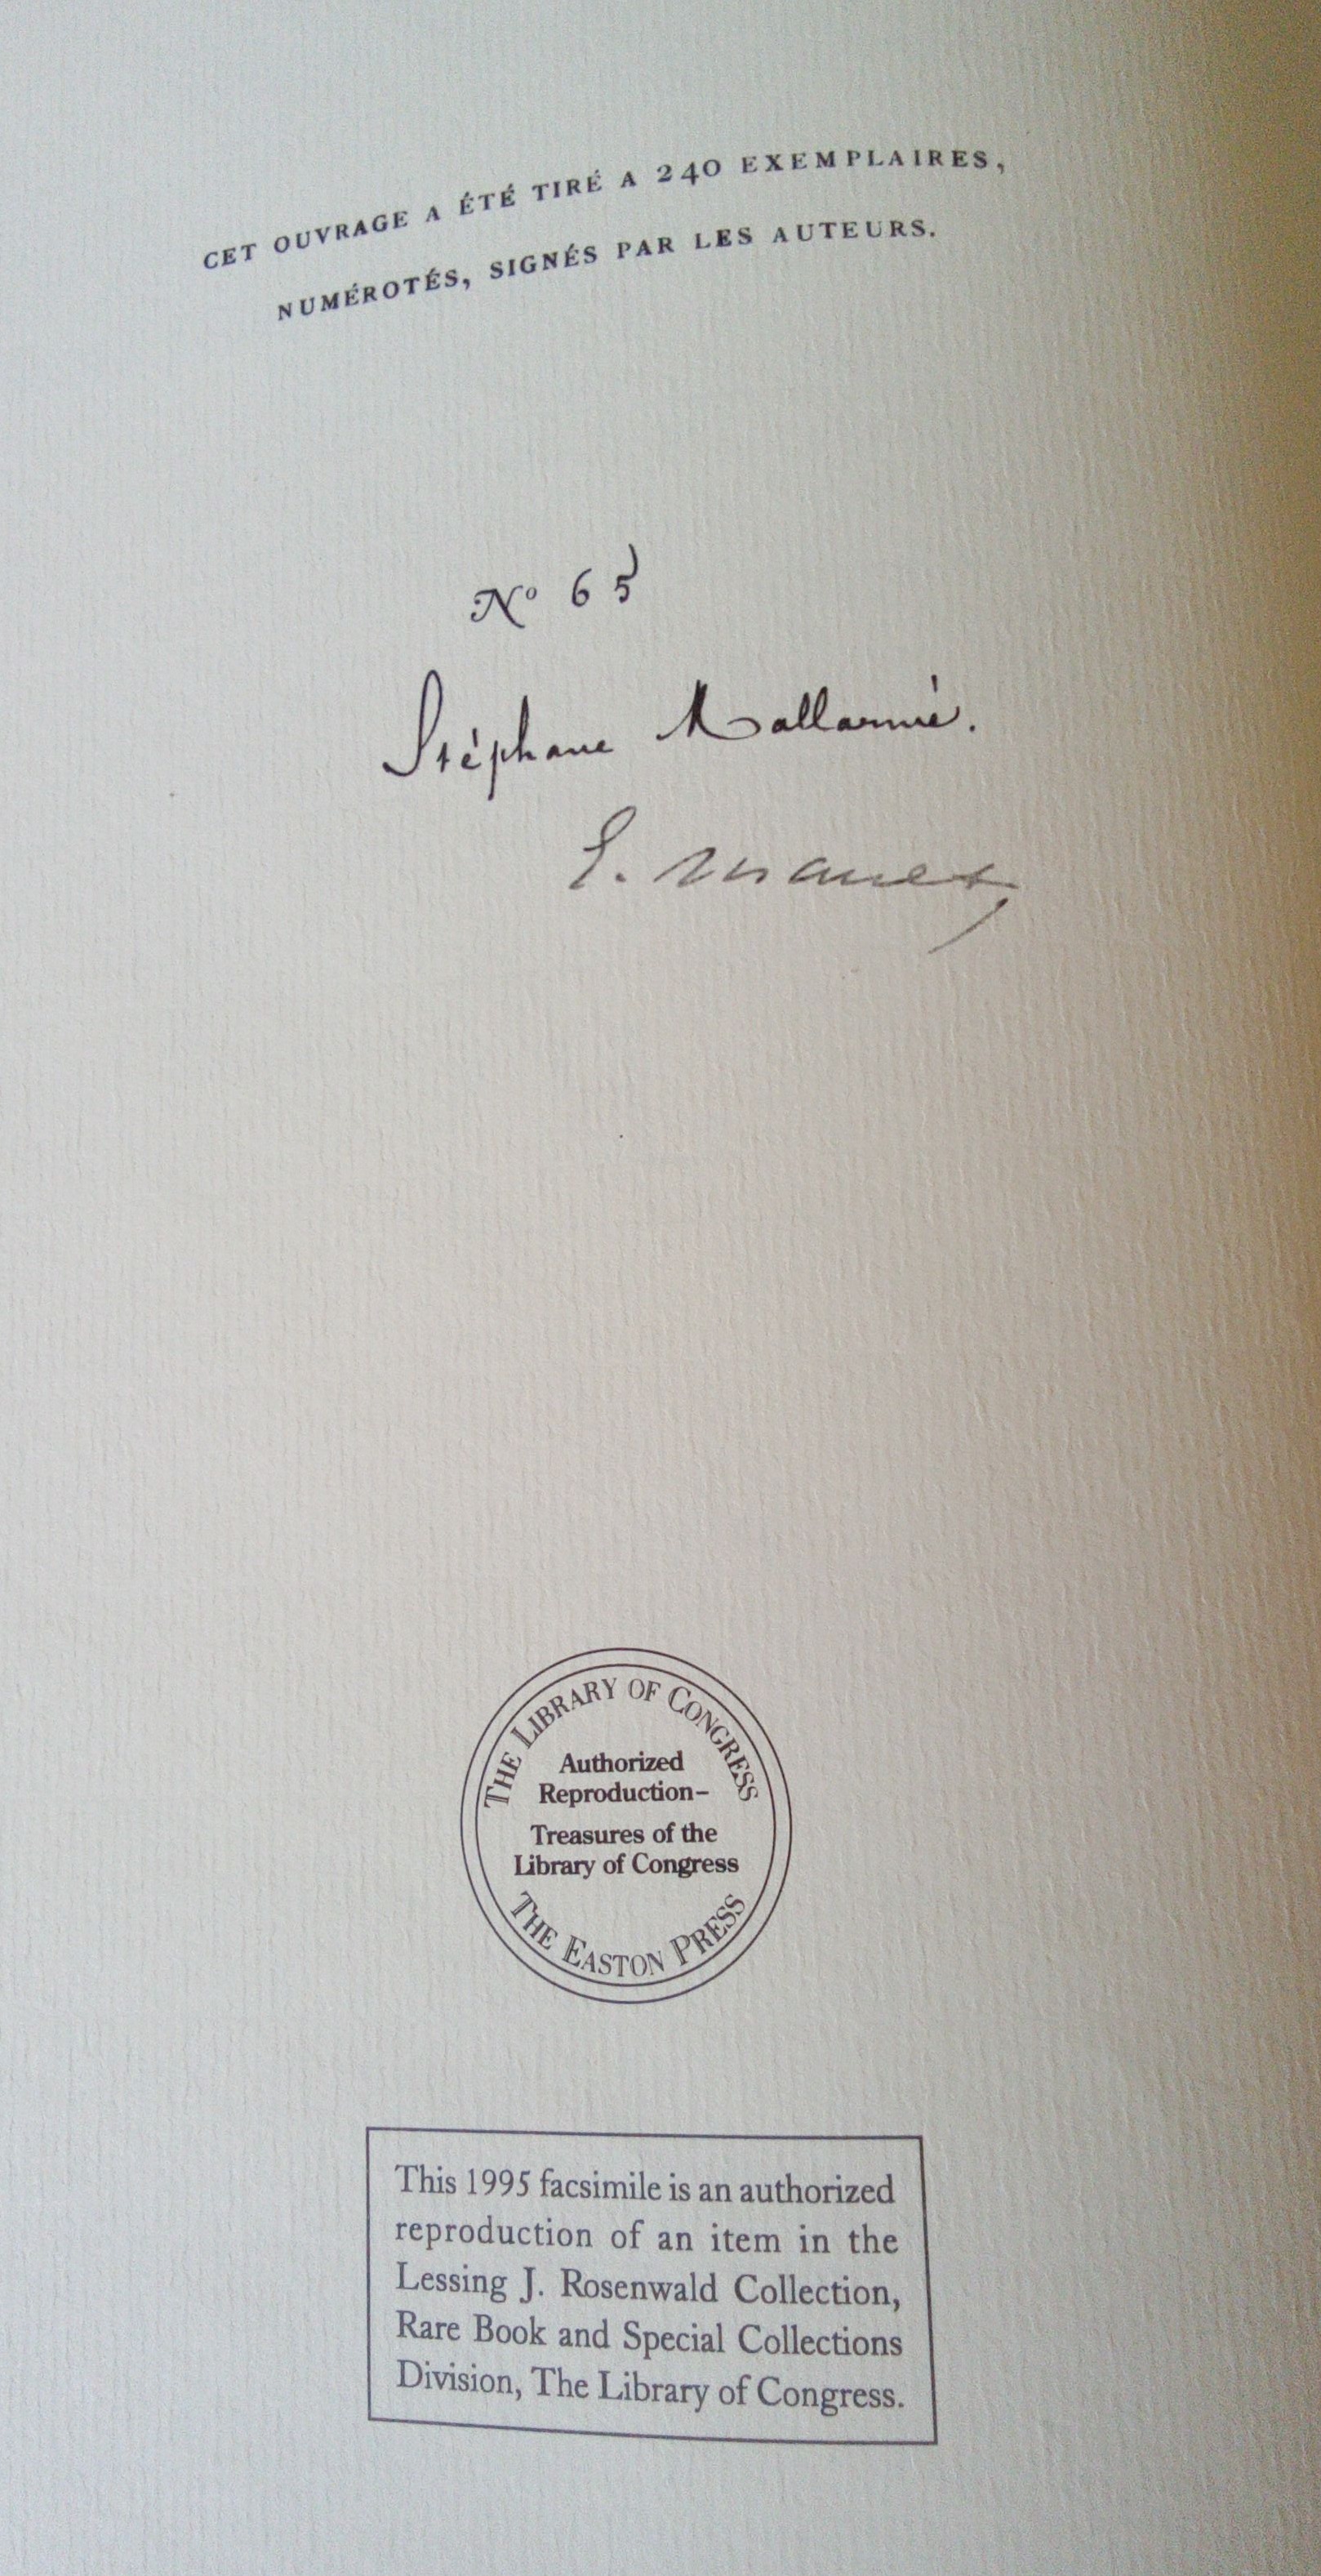 CET OUVRAGE A ÉTÉ TIRÉ A 240 EXEMPLAIRES,
NUMÉROTÉS, SIGNÉS PAR LES AUTEURS.
Nº 65
Stéphane Mallarmé.
E. Manet
THE LIBRARY OF CONGRESS
Authorized
Reproduction–
Treasures of the
Library of Congress
THE EASTON PRESS
This 1995 facsimile is an authorized
reproduction of an item in the
Lessing J. Rosenwald Collection,
Rare Book and Special Collections
Division, The Library of Congress.